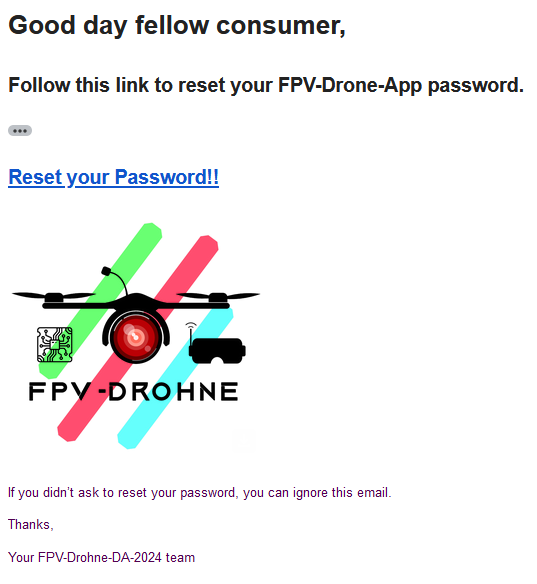 Good day fellow consumer,
Follow this link to reset your FPV-Drone-App password.
Reset your Password!!
FPV-DROHNE
If you didn’t ask to reset your password, you can ignore this email.
Thanks,
Your FPV-Drohne-DA-2024 team